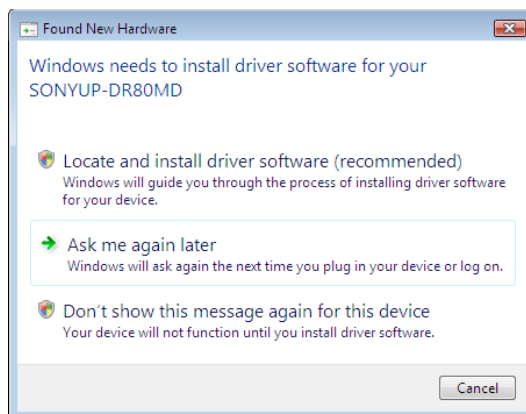 Found New Hardware
Windows needs to install driver software for your
SONYUP-DR80MD
Locate and install driver software (recommended)
Windows will guide you through the process of installing driver software
for your device.
Ask me again later
Windows will ask again the next time you plug in your device or log on.
Don't show this message again for this device
Your device will not function until you install driver software.
Cancel